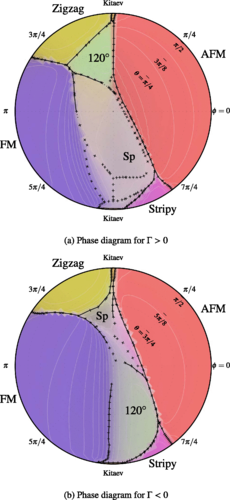 Kitaev
Zigzag
3π/4
π/2
AFM
120°
3π/8
θ = π/4
π
ϕ = 0
FM
Sp
5π/4
7π/4
Kitaev
Stripy
(a) Phase diagram for Γ > 0
Kitaev
Zigzag
3π/4
π/2
AFM
Sp
5π/8
θ = 3π/4
π
ϕ = 0
FM
120°
5π/4
7π/4
Kitaev
Stripy
(b) Phase diagram for Γ < 0